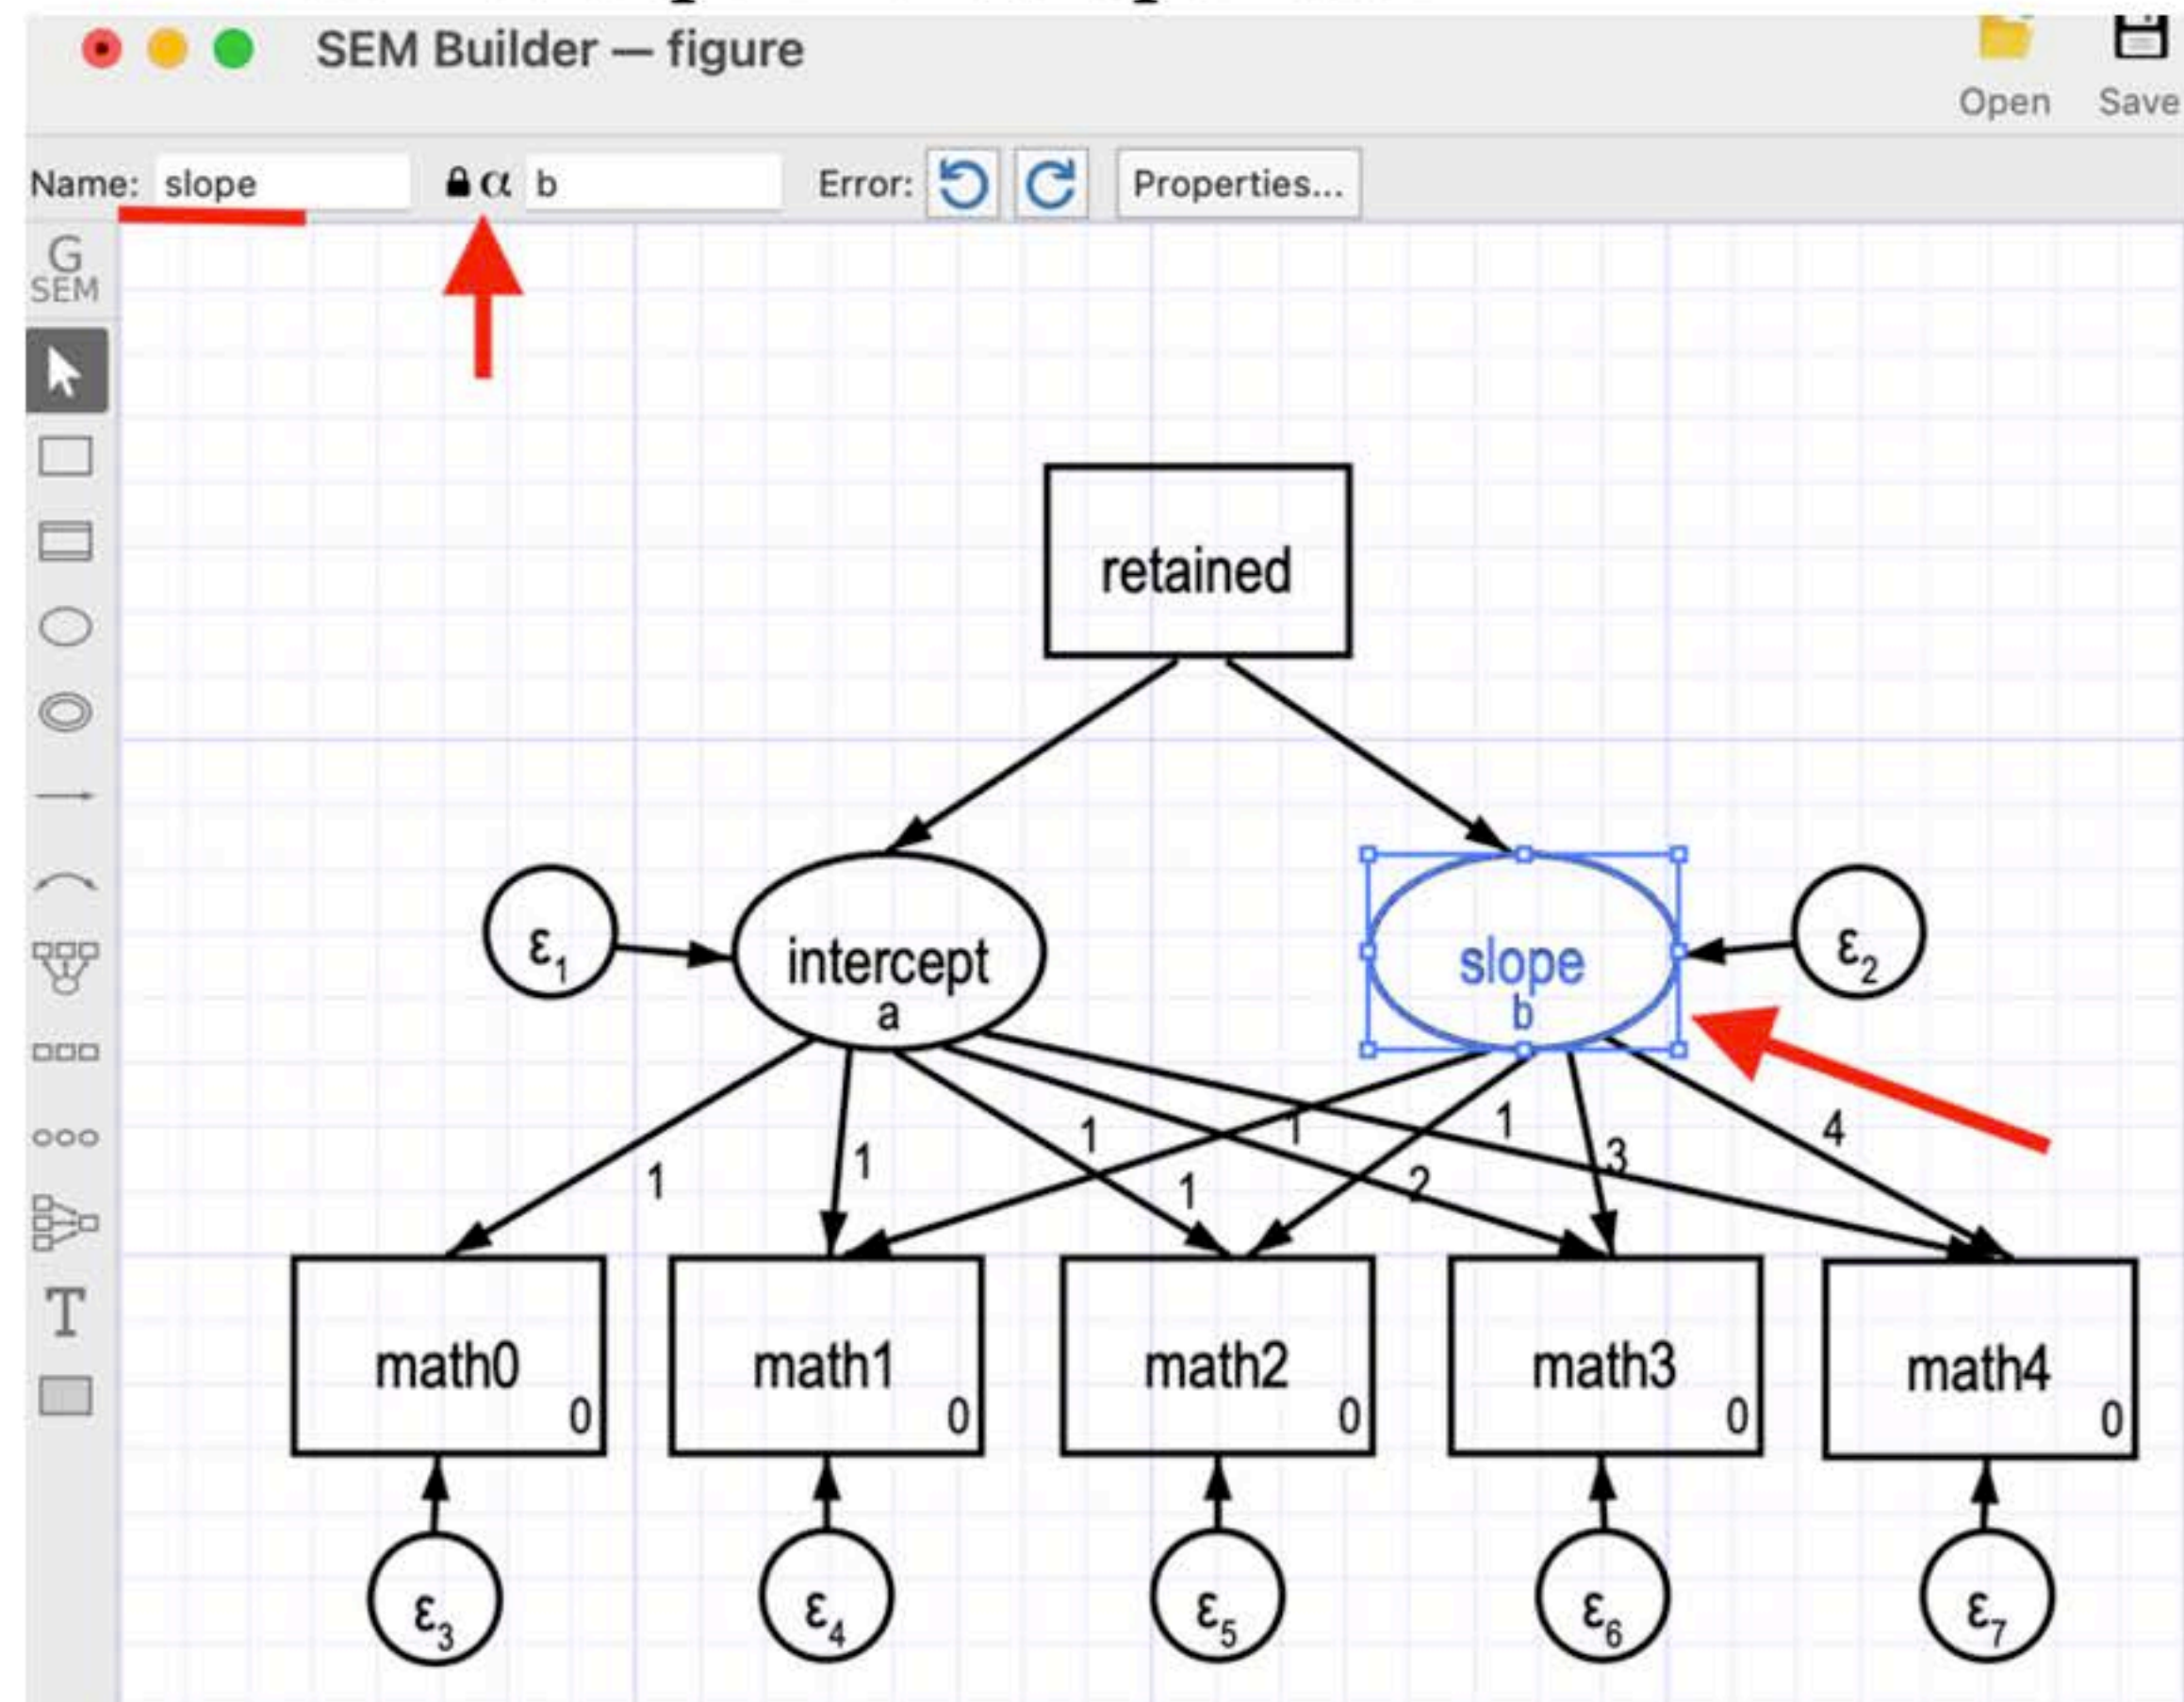 SEM Builder — figure
Open Save
Name: slope α b Error: Properties...
G
SEM
retained
ε1 intercept slope ε2
a b
1 1 1 1 1 1 2 3 4
T
math0 math1 math2 math3 math4
0 0 0 0 0
ε3 ε4 ε5 ε6 ε7